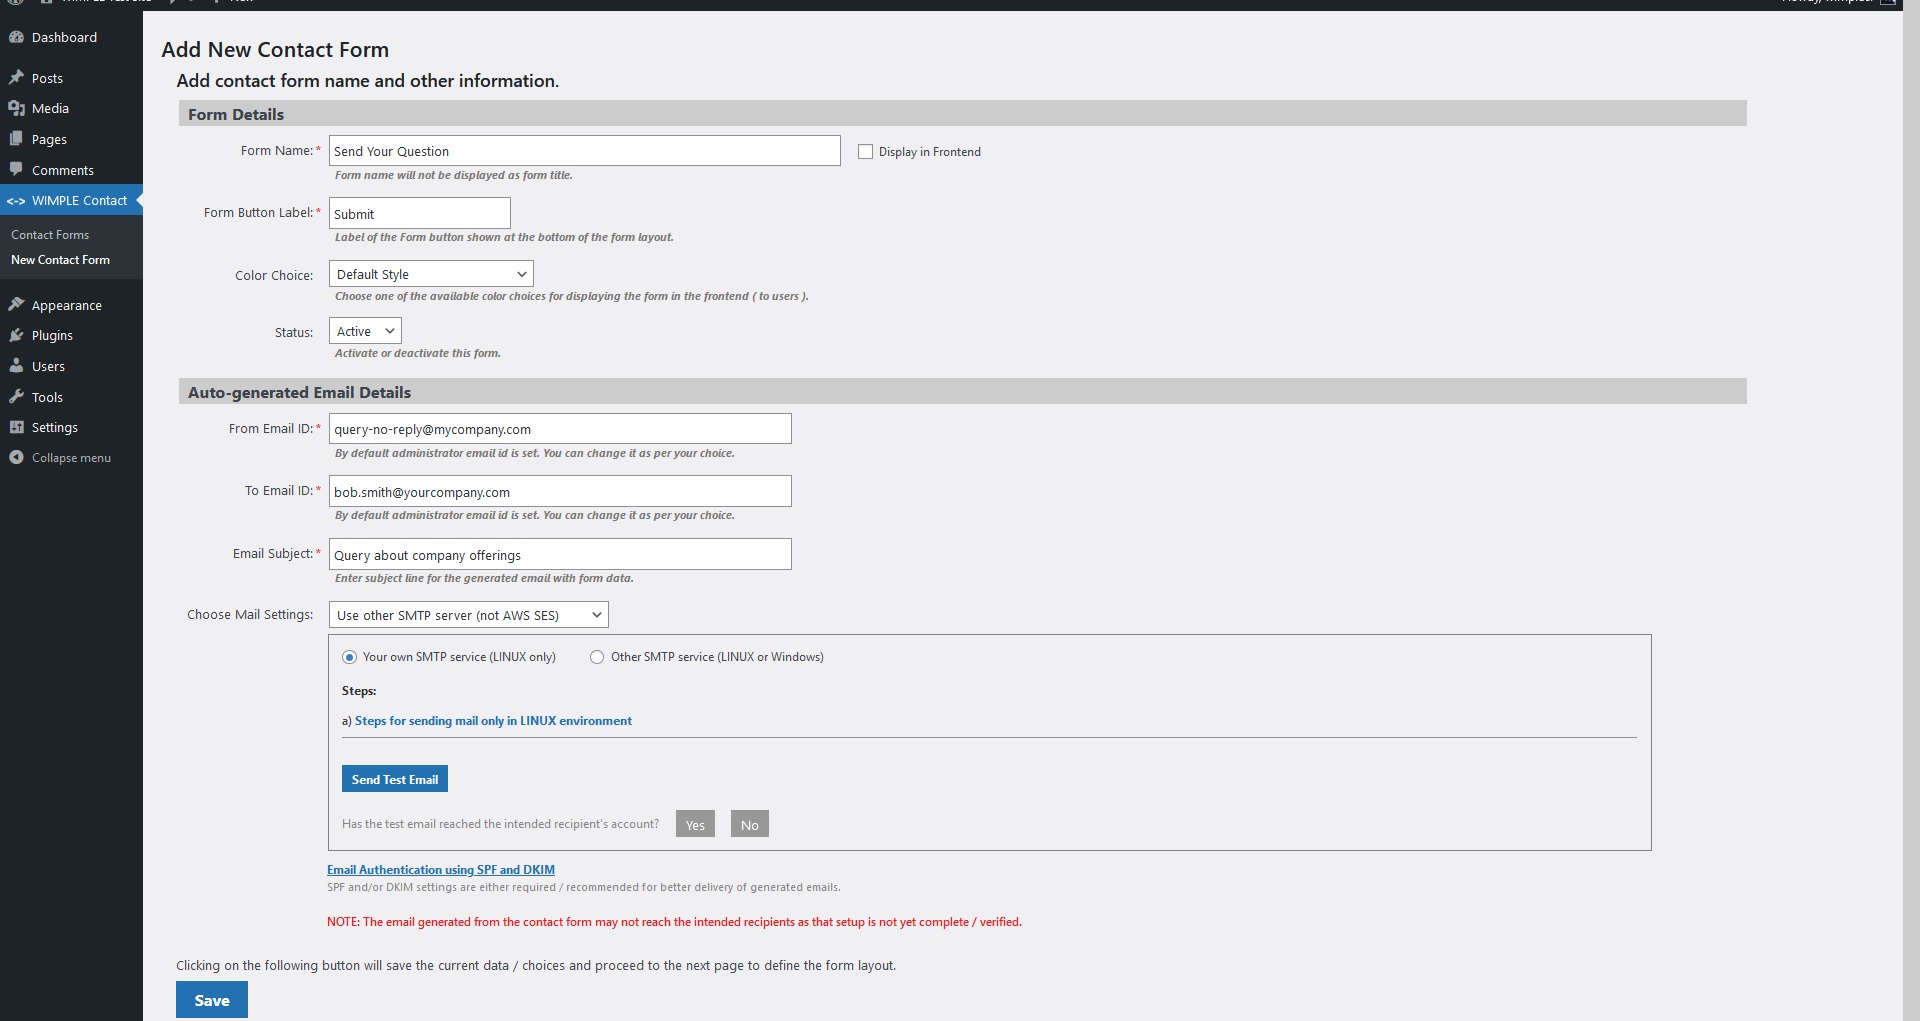 Dashboard
Posts
Media
Pages
Comments
<-> WIMPLE Contact
Contact Forms
New Contact Form
Appearance
Plugins
Users
Tools
Settings
Collapse menu
Add New Contact Form
Add contact form name and other information.
Form Details
Form Name:* Send Your Question Display in Frontend
Form name will not be displayed as form title.
Form Button Label:* Submit
Label of the Form button shown at the bottom of the form layout.
Color Choice: Default Style
Choose one of the available color choices for displaying the form in the frontend ( to users ).
Status: Active
Activate or deactivate this form.
Auto-generated Email Details
From Email ID:* query-no-reply@mycompany.com
By default administrator email id is set. You can change it as per your choice.
To Email ID:* bob.smith@yourcompany.com
By default administrator email id is set. You can change it as per your choice.
Email Subject:* Query about company offerings
Enter subject line for the generated email with form data.
Choose Mail Settings: Use other SMTP server (not AWS SES)
Your own SMTP service (LINUX only) Other SMTP service (LINUX or Windows)
Steps:
a) Steps for sending mail only in LINUX environment
Send Test Email
Has the test email reached the intended recipient's account? Yes No
Email Authentication using SPF and DKIM
SPF and/or DKIM settings are either required / recommended for better delivery of generated emails.
NOTE: The email generated from the contact form may not reach the intended recipients as that setup is not yet complete / verified.
Clicking on the following button will save the current data / choices and proceed to the next page to define the form layout.
Save